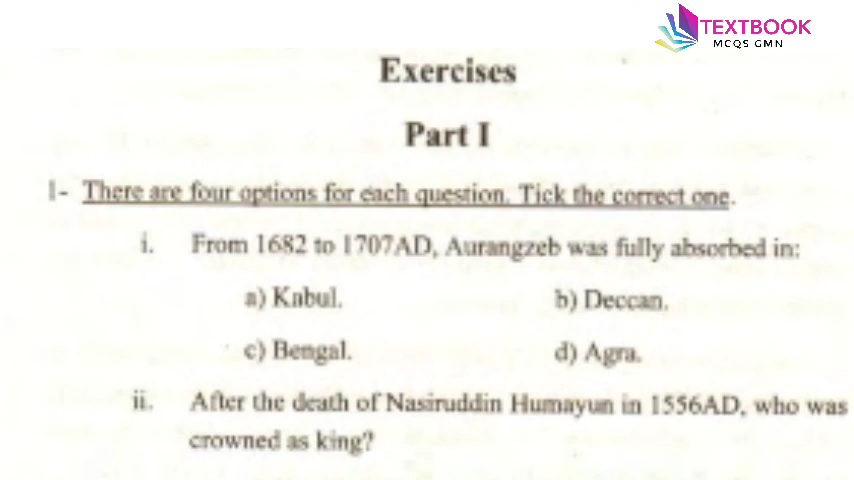 TEXTBOOK
MCQS GMN
Exercises
Part I
1- There are four options for each question. Tick the correct one.
i. From 1682 to 1707AD, Aurangzeb was fully absorbed in:
a) Kabul. b) Deccan.
c) Bengal. d) Agra.
ii. After the death of Nasiruddin Humayun in 1556AD, who was
crowned as king?